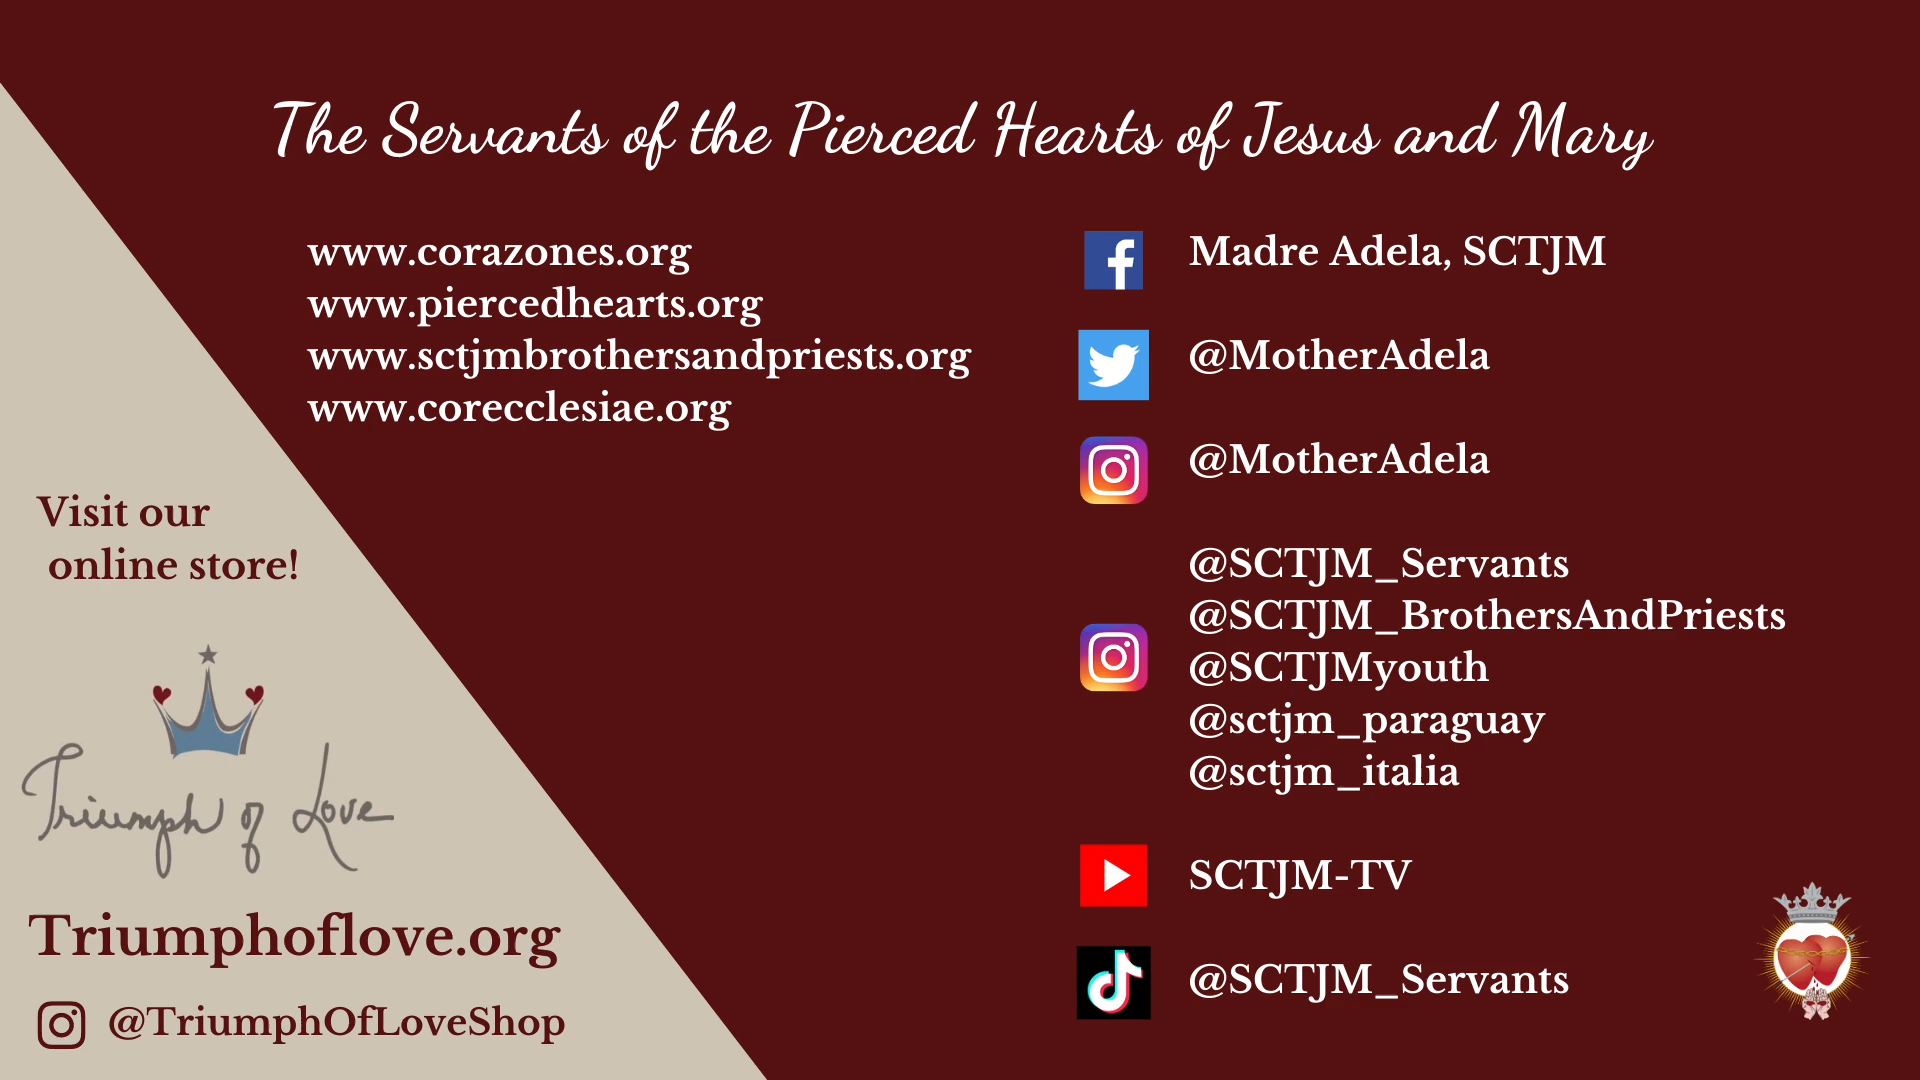 The Servants of the Pierced Hearts of Jesus and Mary
www.corazones.org
www.piercedhearts.org
www.sctjmbrothersandpriests.org
www.corecclesiae.org
Madre Adela, SCTJM
@MotherAdela
@MotherAdela
@SCTJM_Servants
@SCTJM_BrothersAndPriests
@SCTJMyouth
@sctjm_paraguay
@sctjm_italia
SCTJM-TV
@SCTJM_Servants
Visit our
online store!
Triumph of Love
Triumphoflove.org
@TriumphOfLoveShop